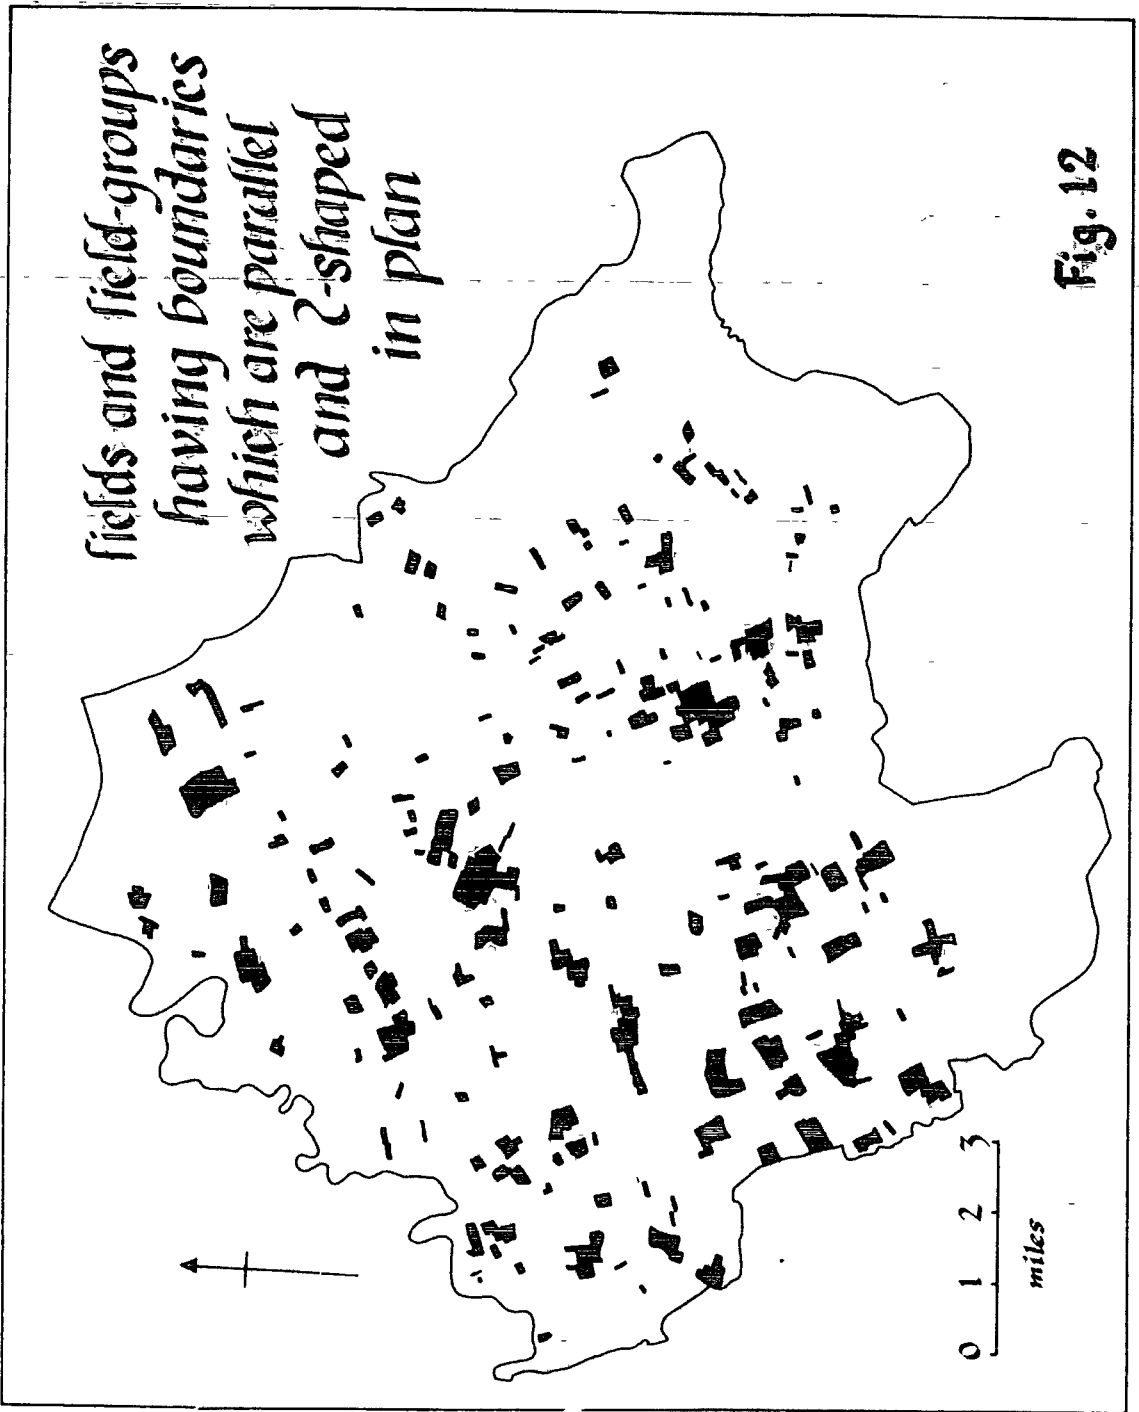 Fields and field-groups
having boundaries
which are parallel
and 2-shaped
in plan
0 1 2 3
miles
Fig. 12